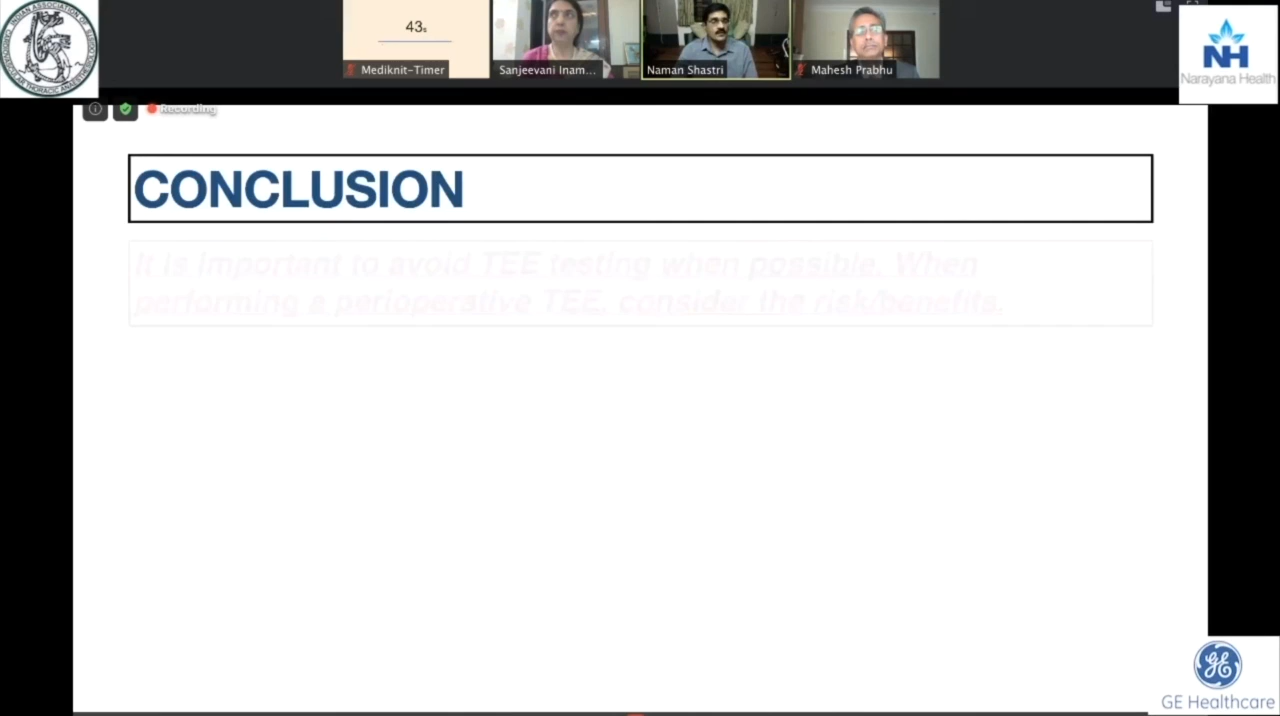 43s
Mediknit-Timer
Sanjeevani Inam...
Naman Shastri
Mahesh Prabhu
NH
Narayana Health
Recording
CONCLUSION
It is important to avoid TEE testing when possible. When
performing a perioperative TEE, consider the risk/benefits.
GE Healthcare